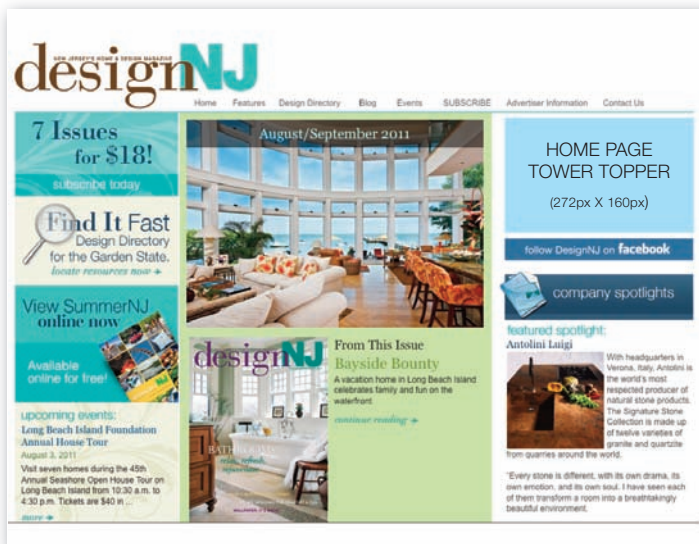 NEW JERSEY'S HOME & DESIGN MAGAZINE
designNJ
Home Features Design Directory Blog Events SUBSCRIBE Advertiser Information Contact Us
7 Issues
for $18!
subscribe today
Find It Fast
Design Directory
for the Garden State.
locate resources now
View SummerNJ
online now
Available
online for free!
upcoming events:
Long Beach Island Foundation
Annual House Tour
August 3, 2011
Visit seven homes during the 45th
Annual Seashore Open House Tour on
Long Beach Island from 10:30 a.m. to
4:30 p.m. Tickets are $40 in ...
more
August/September 2011
designNJ
BATHROOMS
relax, refresh,
From This Issue
Bayside Bounty
A vacation home in Long Beach Island
celebrates family and fun on the
waterfront
continue reading
HOME PAGE
TOWER TOPPER
(272px X 160px)
follow DesignNJ on facebook
company spotlights
featured spotlight:
Antolini Luigi
With headquarters in
Verona, Italy, Antolini is
the world's most
respected producer of
natural stone products.
The Signature Stone
Collection is made up
of twelve varieties of
granite and quartzite
from quarries around the world.
"Every stone is different, with its own drama, its
own emotion, and its own soul. I have seen each
of them transform a room into a breathtakingly
beautiful environment.